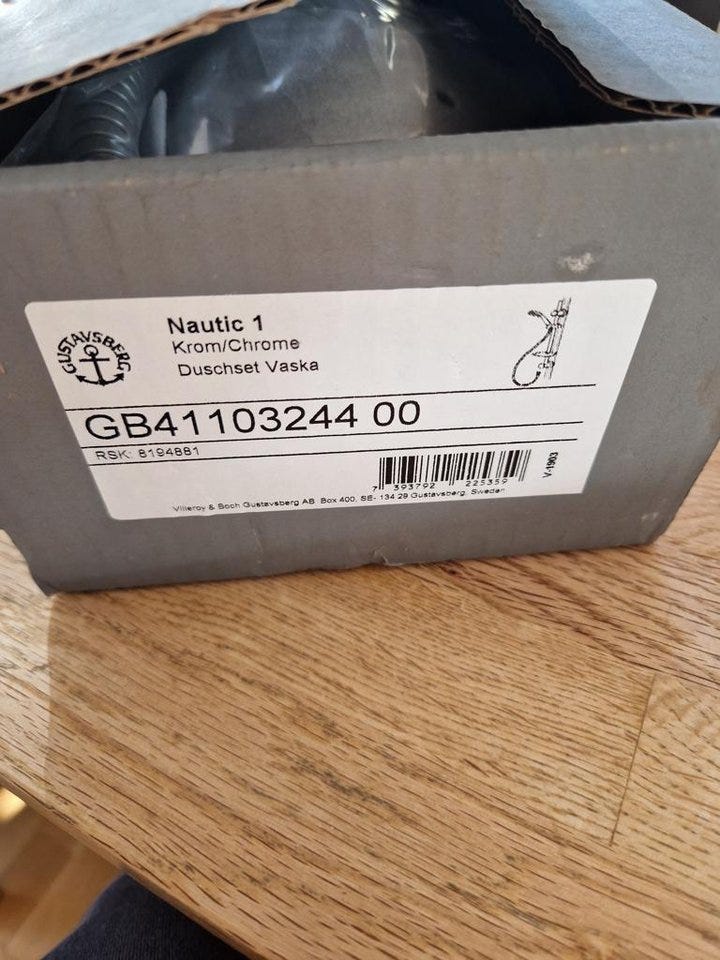 GUSTAVSBERG
Nautic 1
Krom/Chrome
Duschset Vaska
GB41103244 00
RSK: 8194881
7 393792 225359
V-1903
Villeroy & Boch Gustavsberg AB. Box 400, SE- 134 29 Gustavsberg. Sweden